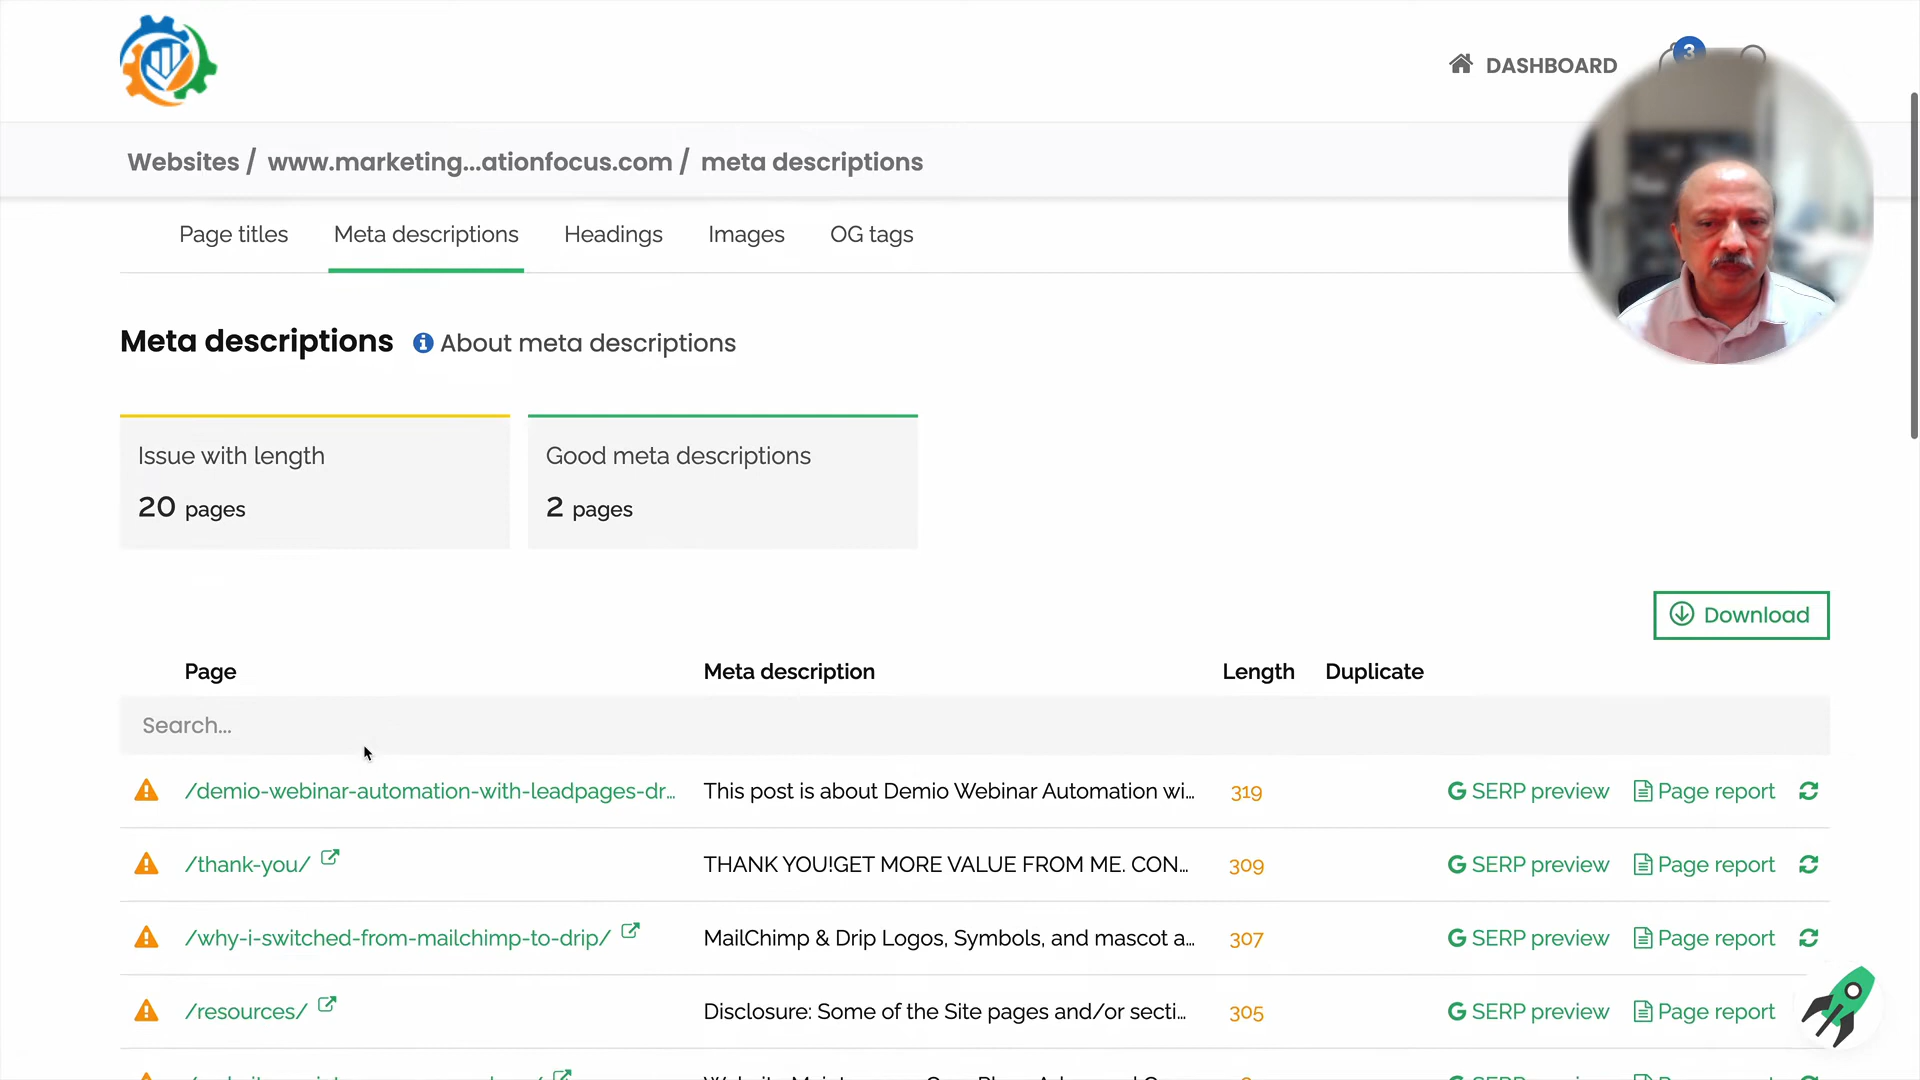 DASHBOARD
3
Websites / www.marketing...ationfocus.com / meta descriptions
Page titles
Meta descriptions
Headings
Images
OG tags
Meta descriptions
About meta descriptions
Issue with length
20 pages
Good meta descriptions
2 pages
Download
Page
Meta description
Length
Duplicate
Search...
/demio-webinar-automation-with-leadpages-dr...
This post is about Demio Webinar Automation wi...
319
SERP preview
Page report
/thank-you/
THANK YOU!GET MORE VALUE FROM ME. CON...
309
SERP preview
Page report
/why-i-switched-from-mailchimp-to-drip/
MailChimp & Drip Logos, Symbols, and mascot a...
307
SERP preview
Page report
/resources/
Disclosure: Some of the Site pages and/or secti...
305
SERP preview
Page report